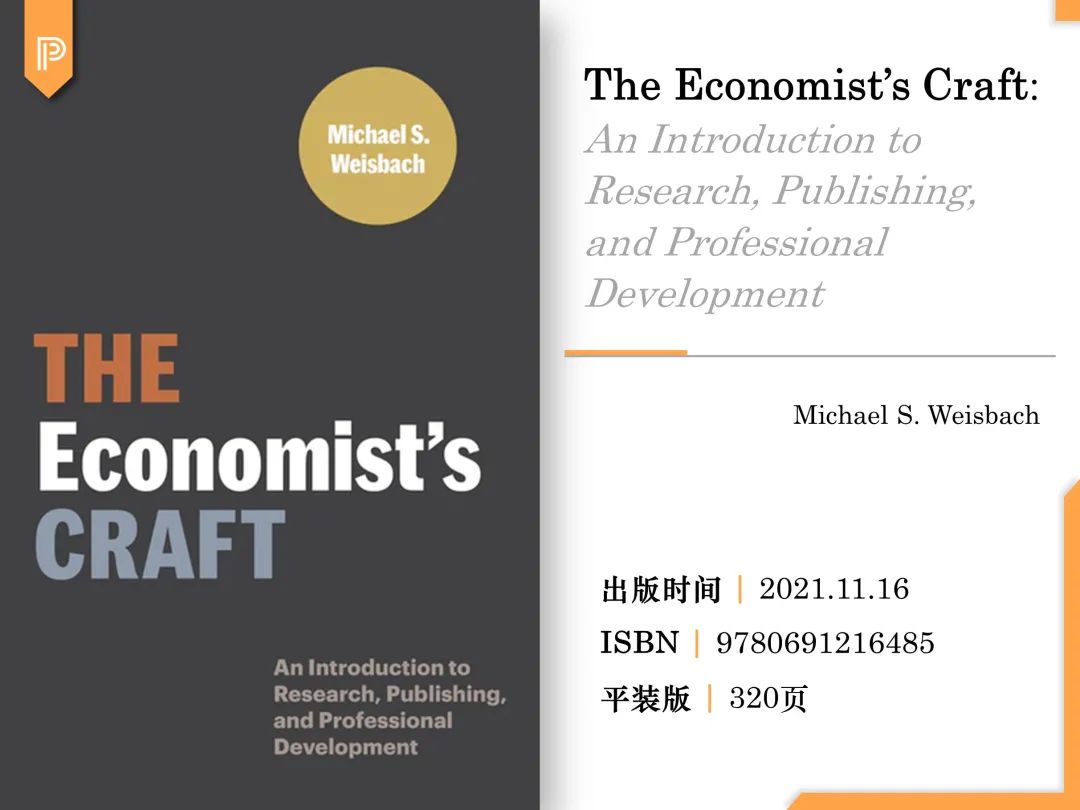 Michael S.
Weisbach
THE
Economist's
CRAFT
An Introduction to
Research, Publishing,
and Professional
Development
The Economist’s Craft:
An Introduction to
Research, Publishing,
and Professional
Development
Michael S. Weisbach
出版时间 | 2021.11.16
ISBN | 9780691216485
平装版 | 320页